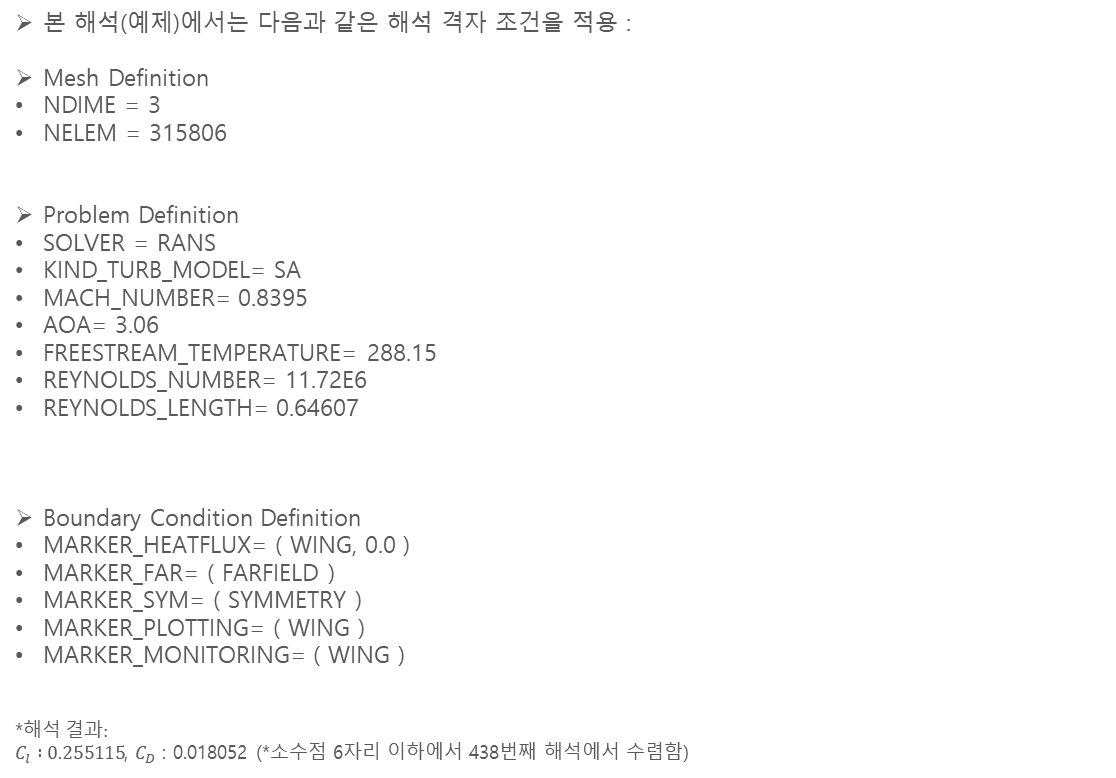 ➢ 본 해석(예제)에서는 다음과 같은 해석 격자 조건을 적용 :
➢ Mesh Definition
• NDIME = 3
• NELEM = 315806
➢ Problem Definition
• SOLVER = RANS
• KIND_TURB_MODEL= SA
• MACH_NUMBER= 0.8395
• AOA= 3.06
• FREESTREAM_TEMPERATURE= 288.15
• REYNOLDS_NUMBER= 11.72E6
• REYNOLDS_LENGTH= 0.64607
➢ Boundary Condition Definition
• MARKER_HEATFLUX= ( WING, 0.0 )
• MARKER_FAR= ( FARFIELD )
• MARKER_SYM= ( SYMMETRY )
• MARKER_PLOTTING= ( WING )
• MARKER_MONITORING= ( WING )
*해석 결과:
𝐶𝑙 : 0.255115, 𝐶𝐷 : 0.018052 (*소수점 6자리 이하에서 438번째 해석에서 수렴함)